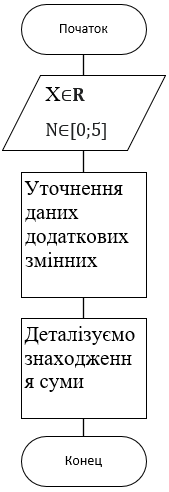 Початок
X∈R
N∈[0;5]
Уточнення
даних
додаткових
змінних
Деталізуємо
знаходженн
я суми
Конец